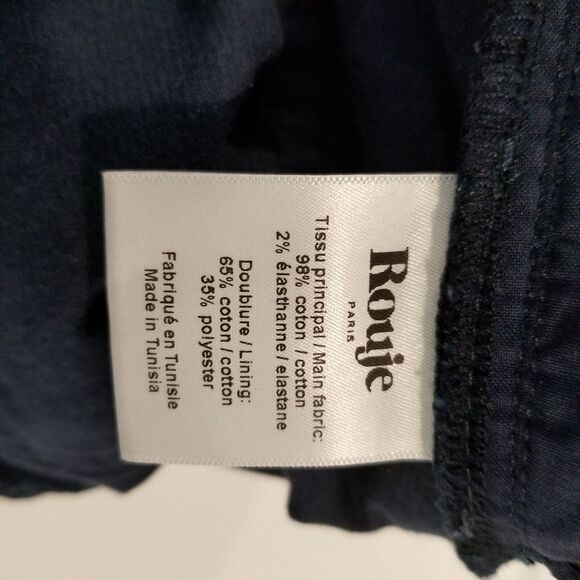 Rouje
PARIS
Tissu principal / Main fabric:
98% coton / cotton
2% élasthanne / elastane
Doublure / Lining:
65% coton / cotton
35% polyester
Fabriqué en Tunisie
Made in Tunisia